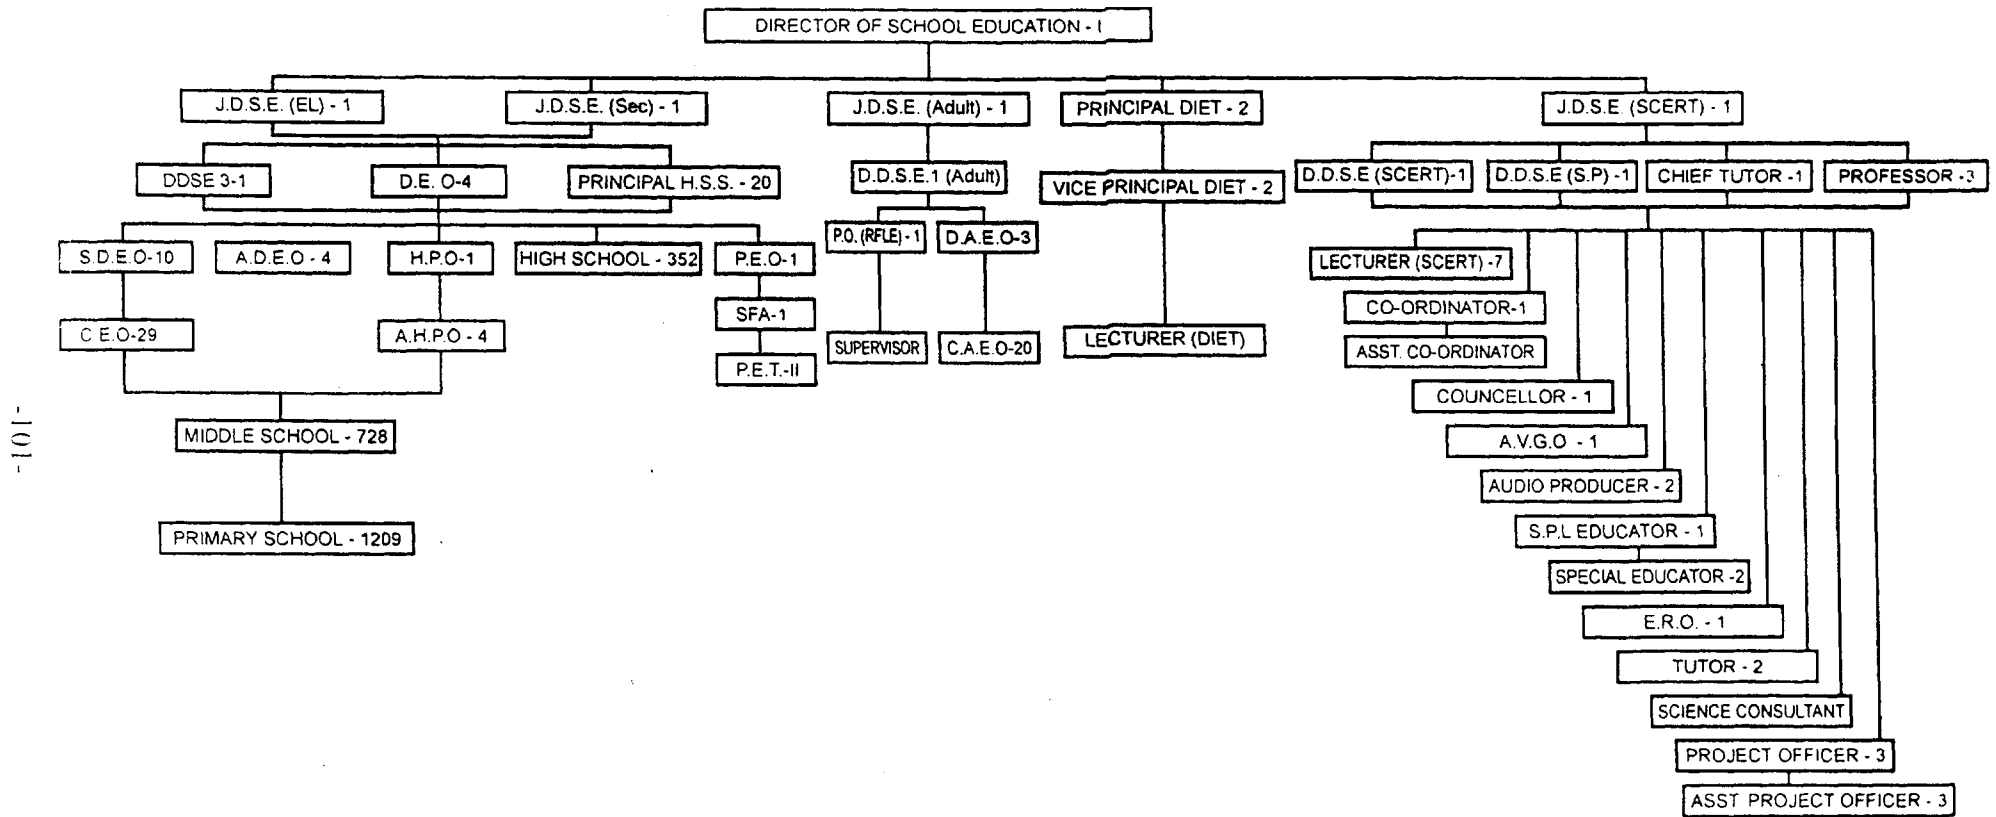 DIRECTOR OF SCHOOL EDUCATION - I
J.D.S.E. (EL) - 1
J.D.S.E. (Sec) - 1
J.D.S.E. (Adult) - 1
PRINCIPAL DIET - 2
J.D.S.E. (SCERT) - 1
DDSE 3-1
D.E. O-4
PRINCIPAL H.S.S. - 20
D.D.S.E.1 (Adult)
VICE PRINCIPAL DIET - 2
D.D.S.E (SCERT)-1
D.D.S.E (S.P) -1
CHIEF TUTOR -1
PROFESSOR -3
S.D.E.O-10
A.D.E.O - 4
H.P.O-1
HIGH SCHOOL - 352
P.E.O-1
P.O. (RFLE) - 1
D.A.E.O-3
LECTURER (SCERT) -7
SFA-1
CO-ORDINATOR-1
C E.O-29
A.H.P.O - 4
SUPERVISOR
C.A.E.O-20
LECTURER (DIET)
ASST. CO-ORDINATOR
P.E.T.-II
COUNCELLOR - 1
-101-
MIDDLE SCHOOL - 728
A.V.G.O - 1
AUDIO PRODUCER - 2
PRIMARY SCHOOL - 1209
S.P.L EDUCATOR - 1
SPECIAL EDUCATOR -2
E.R.O. - 1
TUTOR - 2
SCIENCE CONSULTANT
PROJECT OFFICER - 3
ASST PROJECT OFFICER - 3